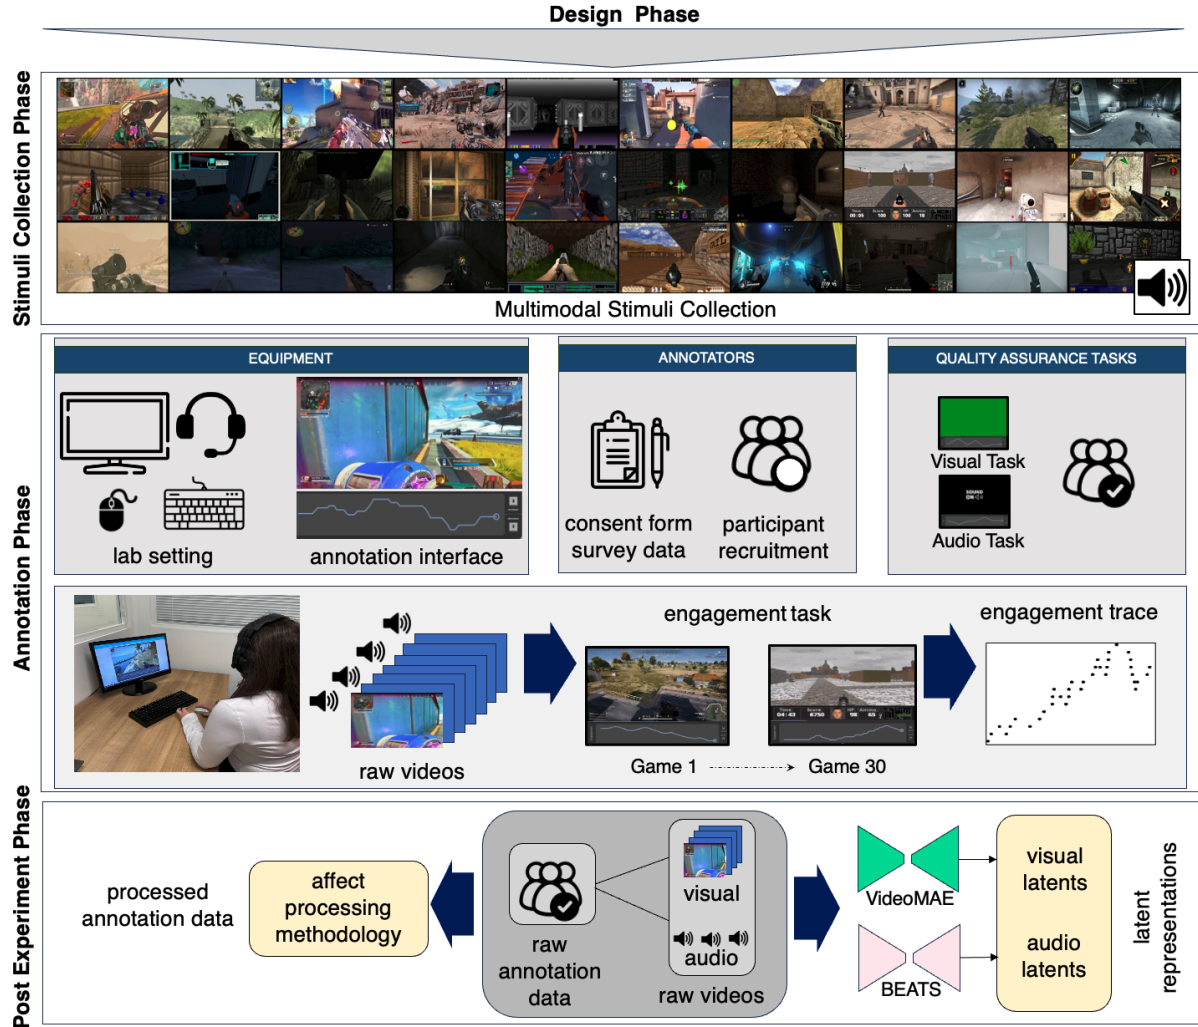 Design Phase
Stimuli Collection Phase
Multimodal Stimuli Collection
Annotation Phase
EQUIPMENT
lab setting
annotation interface
ANNOTATORS
consent form
survey data
participant
recruitment
QUALITY ASSURANCE TASKS
Visual Task
SOUND
ON
Audio Task
raw videos
engagement task
Game 1
Game 30
engagement trace
Post Experiment Phase
processed
annotation data
affect
processing
methodology
raw
annotation
data
visual
audio
raw videos
VideoMAE
BEATS
visual
latents
audio
latents
latent
representations